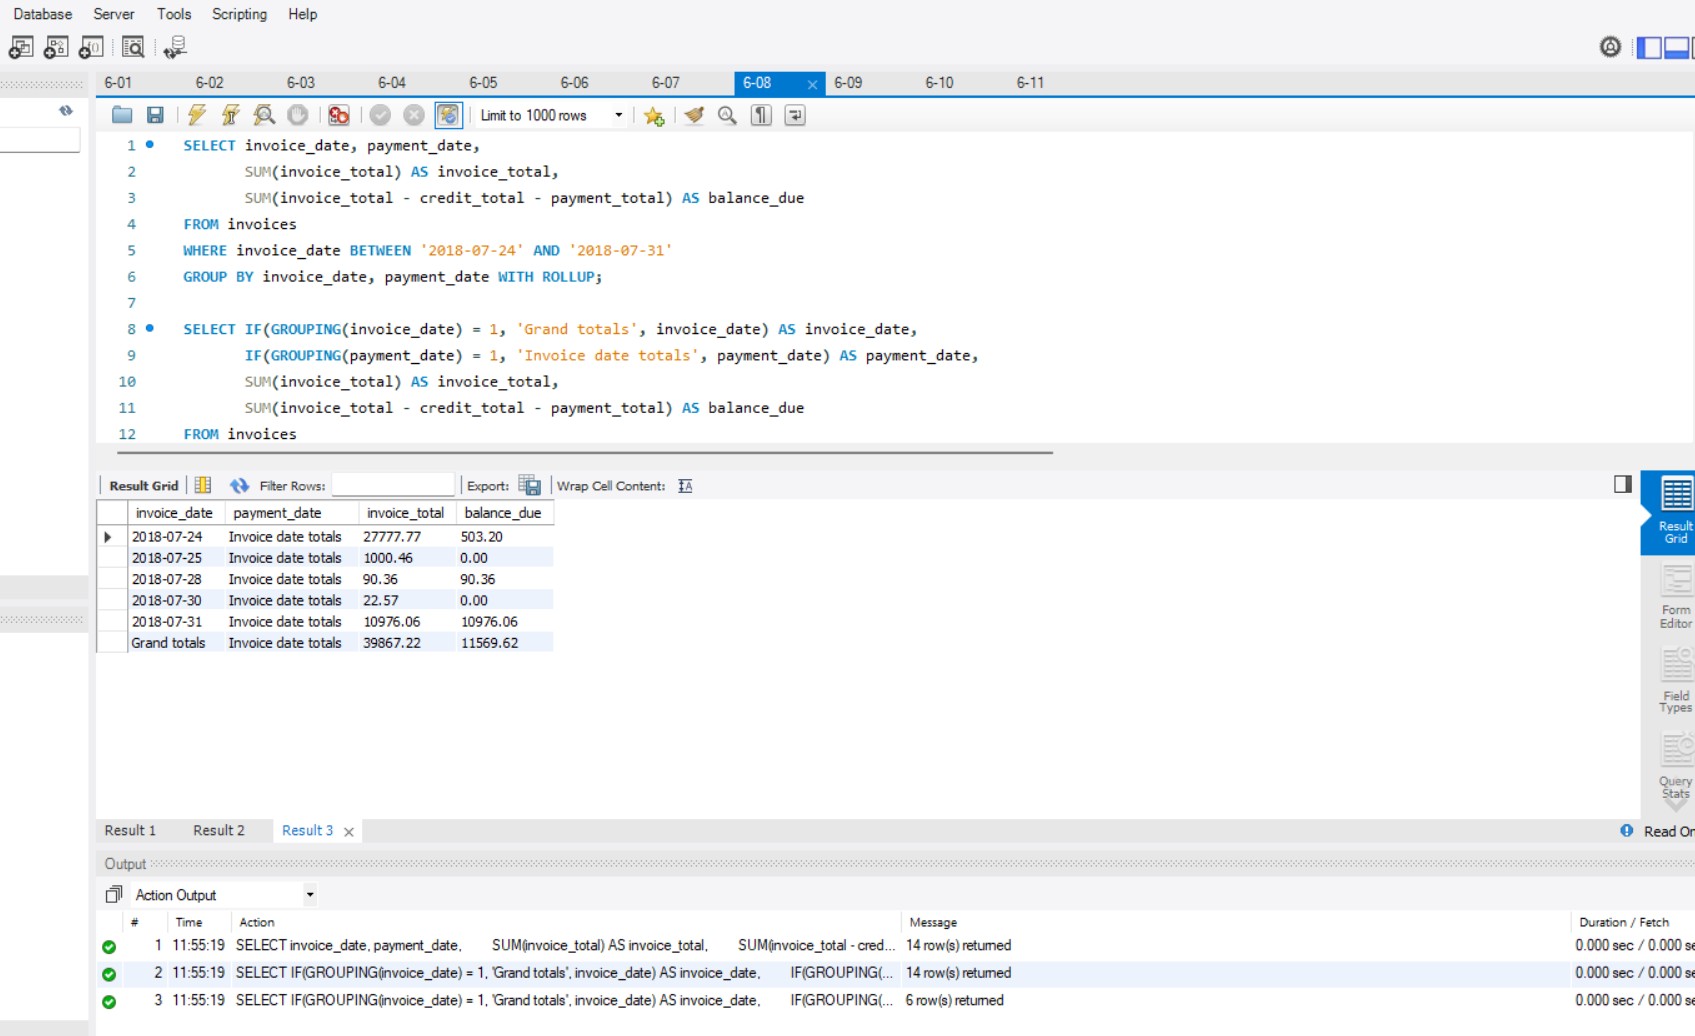 Database Server Tools Scripting Help
6-01 6-02 6-03 6-04 6-05 6-06 6-07 6-08 6-09 6-10 6-11
Limit to 1000 rows
1 SELECT invoice_date, payment_date,
2 SUM(invoice_total) AS invoice_total,
3 SUM(invoice_total - credit_total - payment_total) AS balance_due
4 FROM invoices
5 WHERE invoice_date BETWEEN '2018-07-24' AND '2018-07-31'
6 GROUP BY invoice_date, payment_date WITH ROLLUP;
7
8 SELECT IF(GROUPING(invoice_date) = 1, 'Grand totals', invoice_date) AS invoice_date,
9 IF(GROUPING(payment_date) = 1, 'Invoice date totals', payment_date) AS payment_date,
10 SUM(invoice_total) AS invoice_total,
11 SUM(invoice_total - credit_total - payment_total) AS balance_due
12 FROM invoices
Result Grid Filter Rows: Export: Wrap Cell Content:
invoice_date payment_date invoice_total balance_due
2018-07-24 Invoice date totals 27777.77 503.20
2018-07-25 Invoice date totals 1000.46 0.00
2018-07-28 Invoice date totals 90.36 90.36
2018-07-30 Invoice date totals 22.57 0.00
2018-07-31 Invoice date totals 10976.06 10976.06
Grand totals Invoice date totals 39867.22 11569.62
Result
Grid
Form
Editor
Field
Types
Query
Stats
Result 1 Result 2 Result 3 Read On
Output
Action Output
# Time Action Message Duration / Fetch
1 11:55:19 SELECT invoice_date, payment_date, SUM(invoice_total) AS invoice_total, SUM(invoice_total - cred... 14 row(s) returned 0.000 sec / 0.000 se
2 11:55:19 SELECT IF(GROUPING(invoice_date) = 1, 'Grand totals', invoice_date) AS invoice_date, IF(GROUPING(... 14 row(s) returned 0.000 sec / 0.000 se
3 11:55:19 SELECT IF(GROUPING(invoice_date) = 1, 'Grand totals', invoice_date) AS invoice_date, IF(GROUPING(... 6 row(s) returned 0.000 sec / 0.000 se